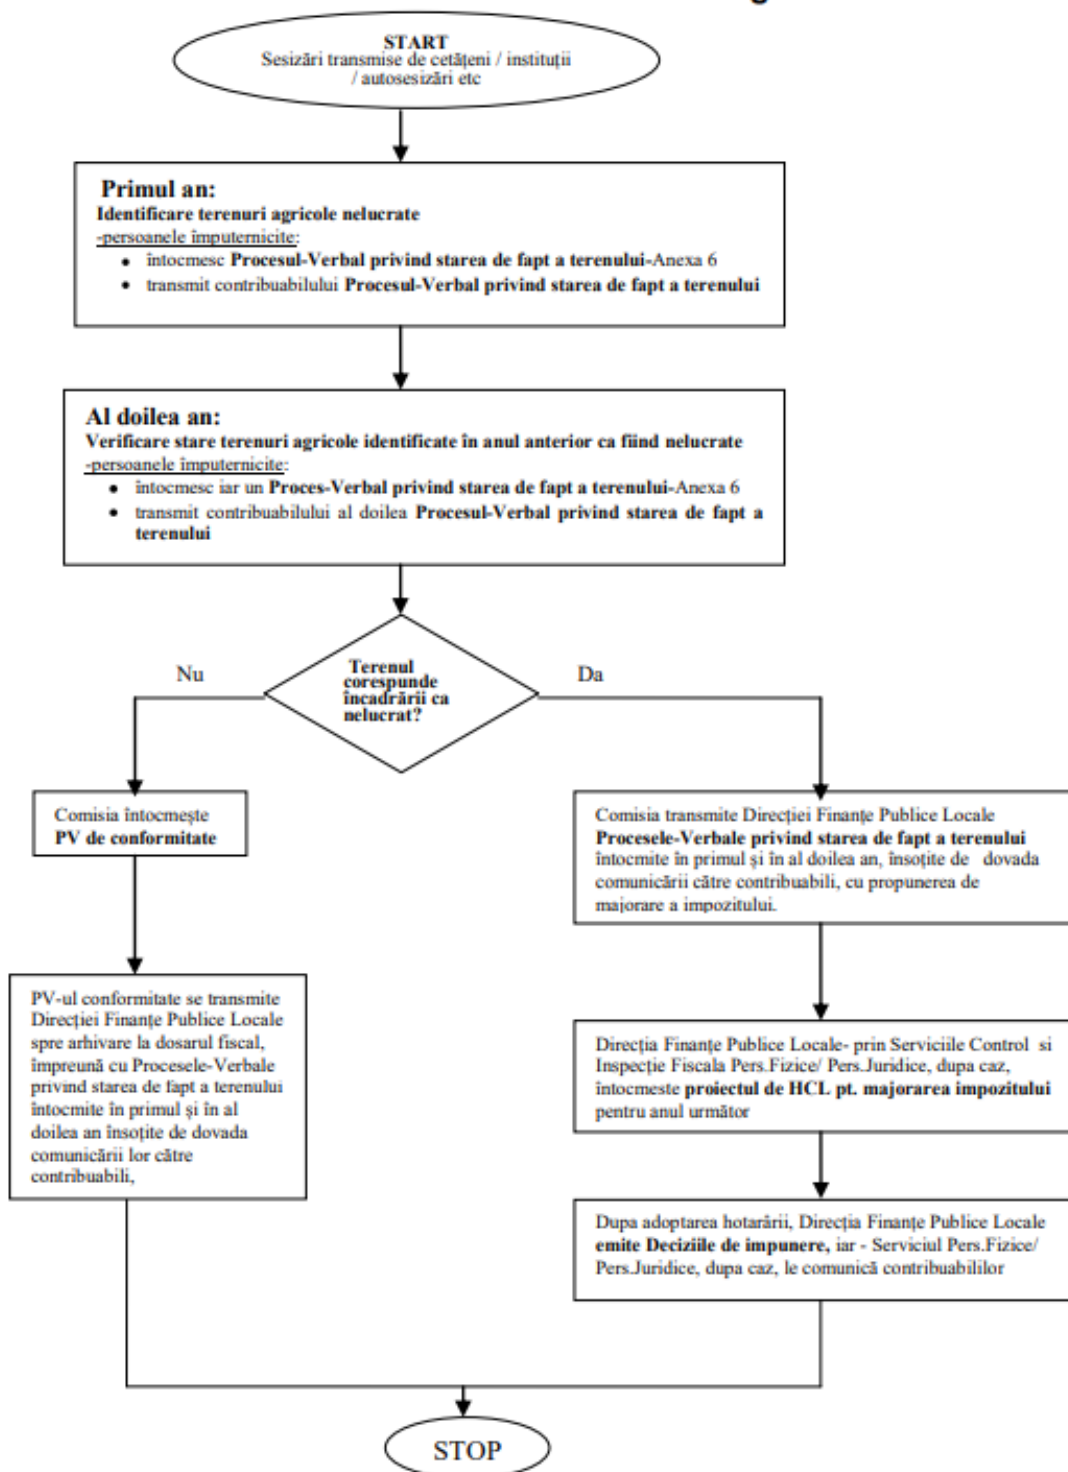 START
Sesizări transmise de cetățeni / instituții
/ autosesizări etc
Primul an:
Identificare terenuri agricole nelucrate
-persoanele împuternicite:
• întocmesc Procesul-Verbal privind starea de fapt a terenului-Anexa 6
• transmit contribuabilului Procesul-Verbal privind starea de fapt a terenului
Al doilea an:
Verificare stare terenuri agricole identificate în anul anterior ca fiind nelucrate
-persoanele împuternicite:
• întocmesc iar un Proces-Verbal privind starea de fapt a terenului-Anexa 6
• transmit contribuabilului al doilea Procesul-Verbal privind starea de fapt a
terenului
Terenul
corespunde
încadrării ca
nelucrat?
Nu
Da
Comisia întocmește
PV de conformitate
PV-ul conformitate se transmite
Direcției Finanțe Publice Locale
spre arhivare la dosarul fiscal,
împreună cu Procesele-Verbale
privind starea de fapt a terenului
întocmite în primul și în al
doilea an însoțite de dovada
comunicării lor către
contribuabili,
Comisia transmite Direcției Finanțe Publice Locale
Procesele-Verbale privind starea de fapt a terenului
întocmite în primul și în al doilea an, însoțite de dovada
comunicării către contribuabili, cu propunerea de
majorare a impozitului.
Direcția Finanțe Publice Locale- prin Serviciile Control si
Inspecție Fiscala Pers.Fizice/ Pers.Juridice, dupa caz,
întocmeste proiectul de HCL pt. majorarea impozitului
pentru anul următor
Dupa adoptarea hotarârii, Direcția Finanțe Publice Locale
emite Deciziile de impunere, iar - Serviciul Pers.Fizice/
Pers.Juridice, dupa caz, le comunică contribuabililor
STOP